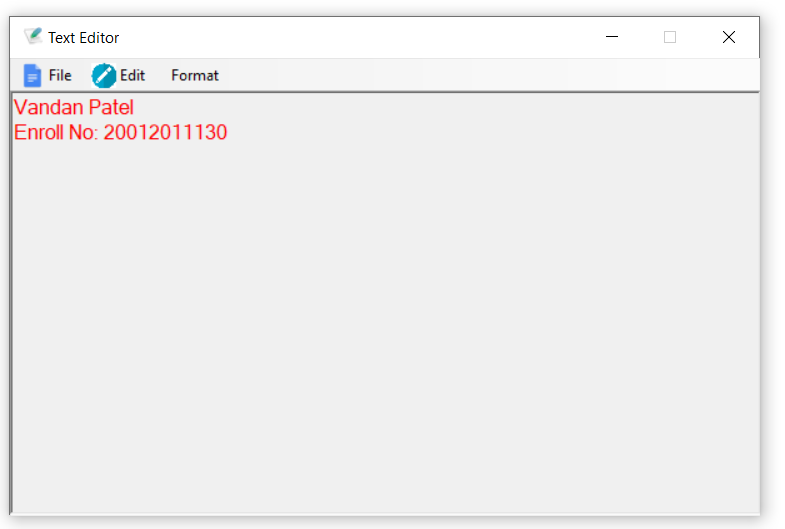 Text Editor
File Edit Format
Vandan Patel
Enroll No: 20012011130